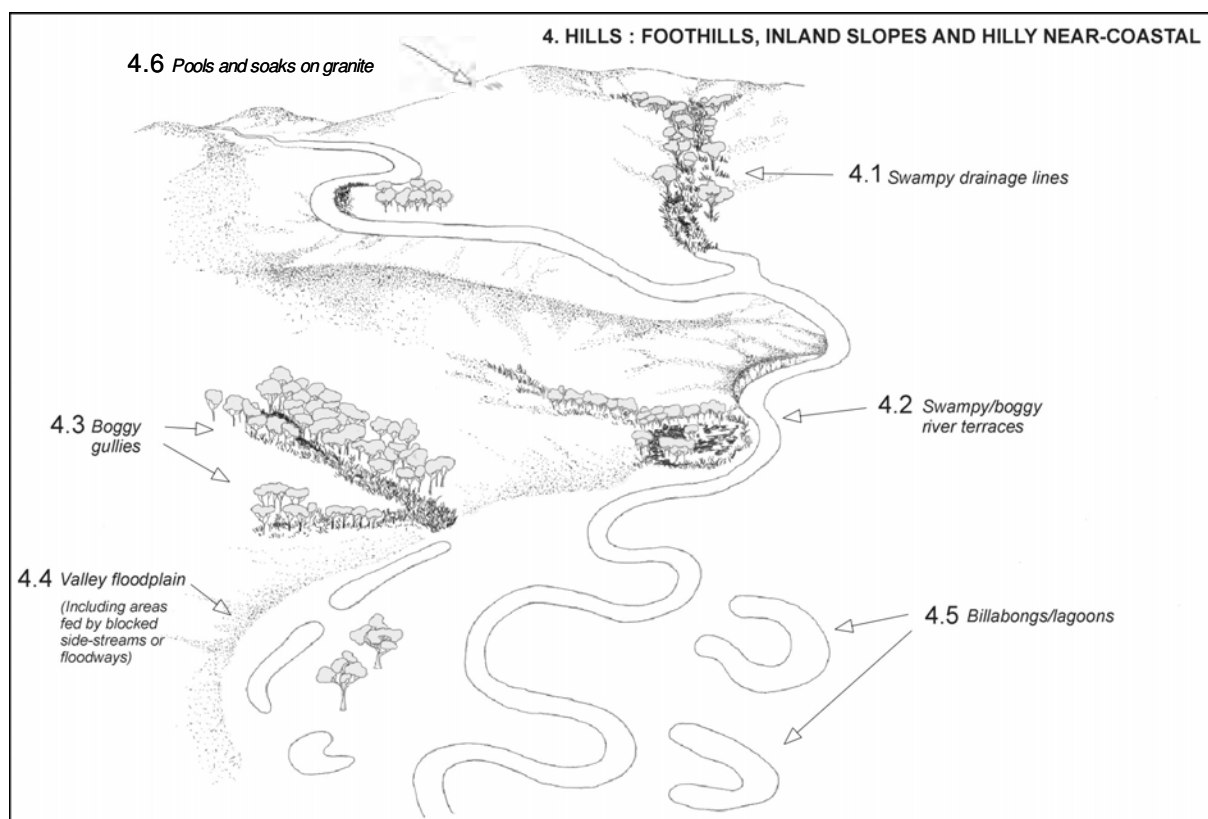 4. HILLS : FOOTHILLS, INLAND SLOPES AND HILLY NEAR-COASTAL
4.6 Pools and soaks on granite
4.1 Swampy drainage lines
4.2 Swampy/boggy
river terraces
4.3 Boggy
gullies
4.4 Valley floodplain
(Including areas
fed by blocked
side-streams or
floodways)
4.5 Billabongs/lagoons